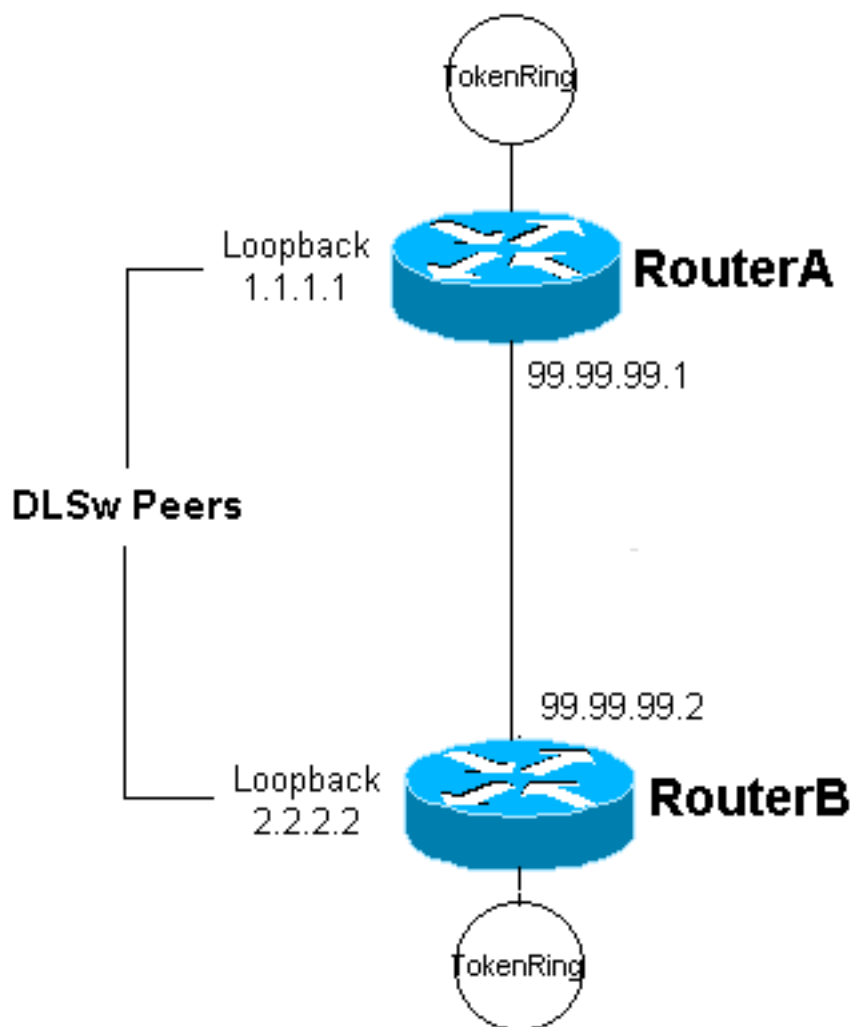 TokenRing
Loopback
1.1.1.1
RouterA
99.99.99.1
DLSw Peers
99.99.99.2
Loopback
2.2.2.2
RouterB
TokenRing